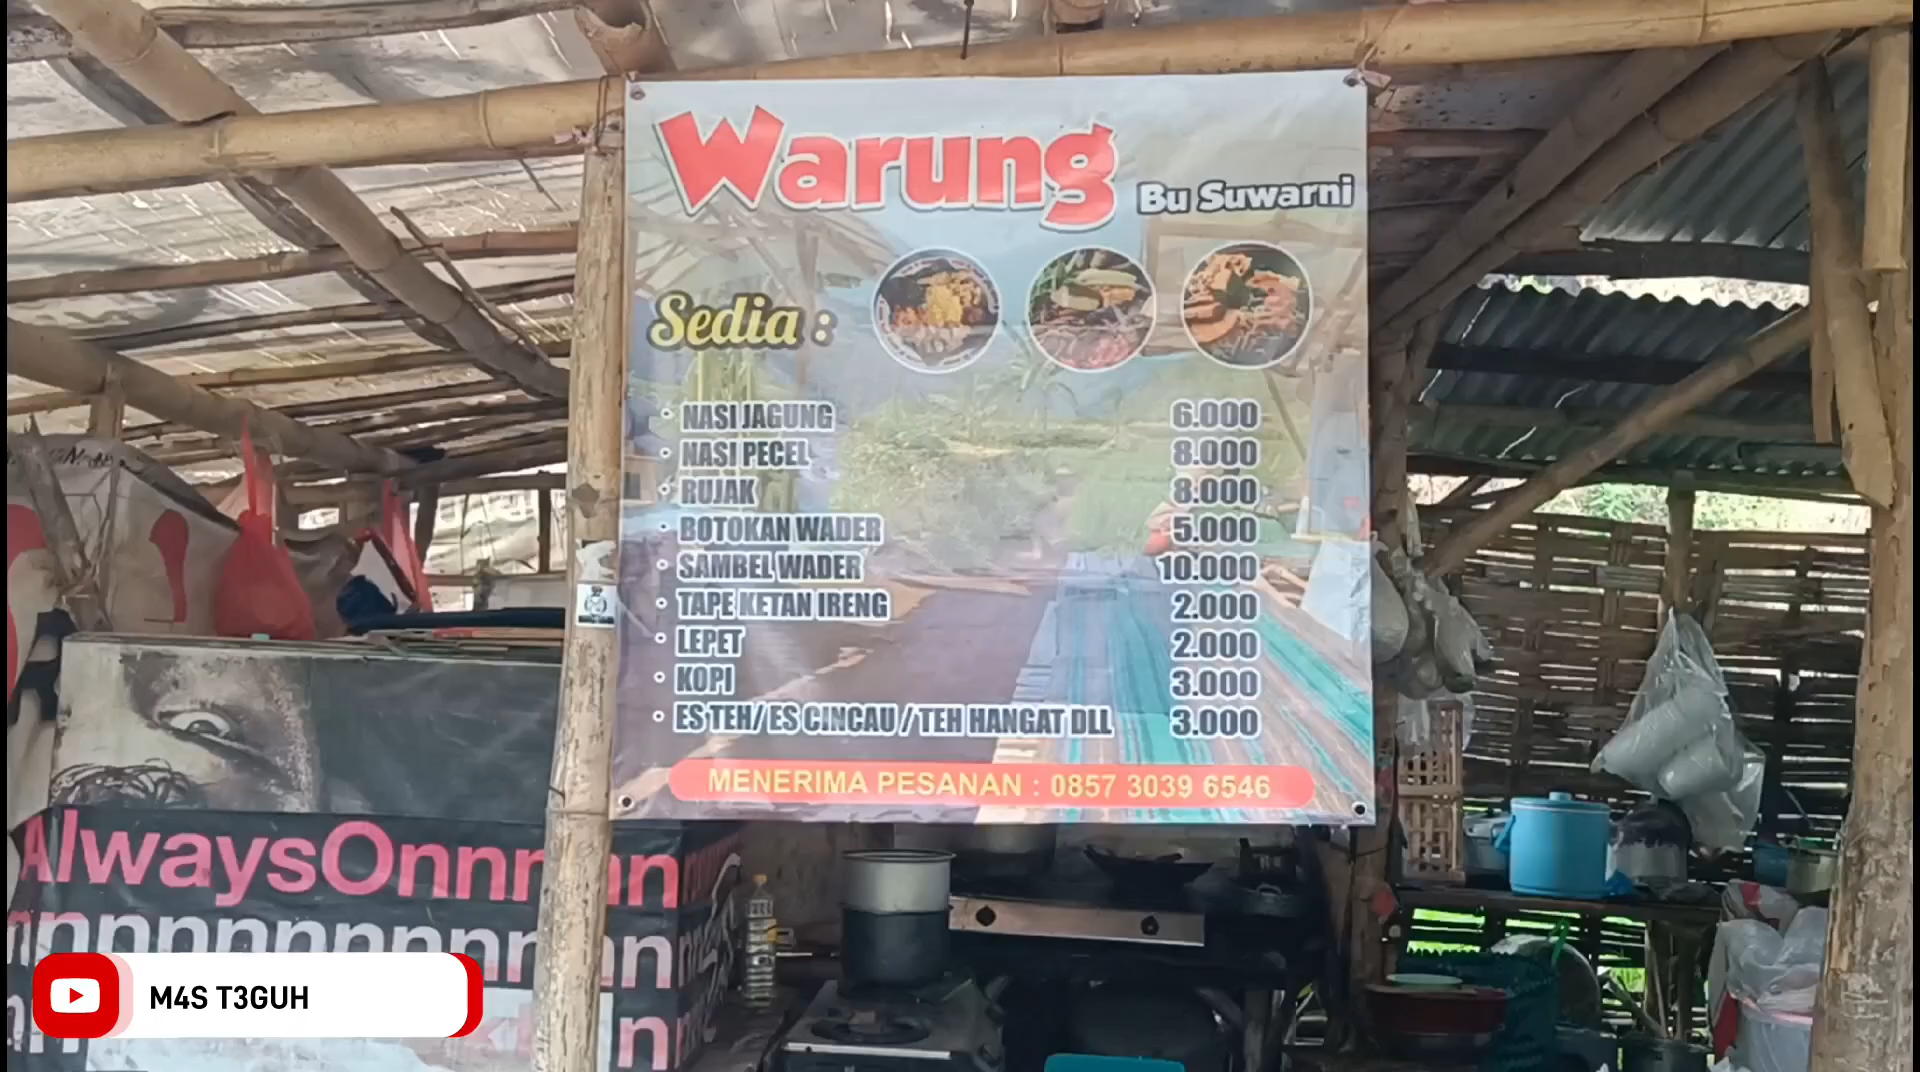 Warung
Bu Suwarni
Sedia :
• NASI JAGUNG 6.000
• NASI PECEL 8.000
• RUJAK 8.000
• BOTOKAN WADER 5.000
• SAMBEL WADER 10.000
• TAPE KETAN IRENG 2.000
• LEPET 2.000
• KOPI 3.000
• ES TEH/ ES CINCAU / TEH HANGAT DLL 3.000
MENERIMA PESANAN : 0857 3039 6546
AlwaysOnnnnn
M4S T3GUH